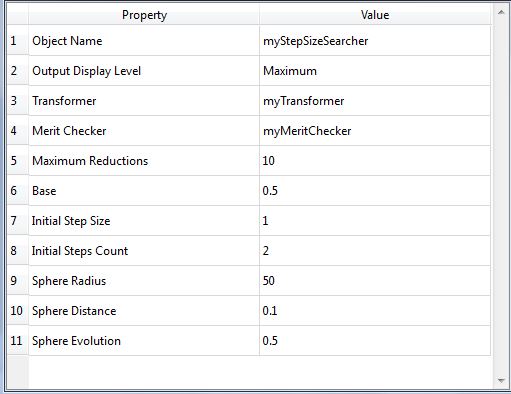 Property Value
1 Object Name myStepSizeSearcher
2 Output Display Level Maximum
3 Transformer myTransformer
4 Merit Checker myMeritChecker
5 Maximum Reductions 10
6 Base 0.5
7 Initial Step Size 1
8 Initial Steps Count 2
9 Sphere Radius 50
10 Sphere Distance 0.1
11 Sphere Evolution 0.5